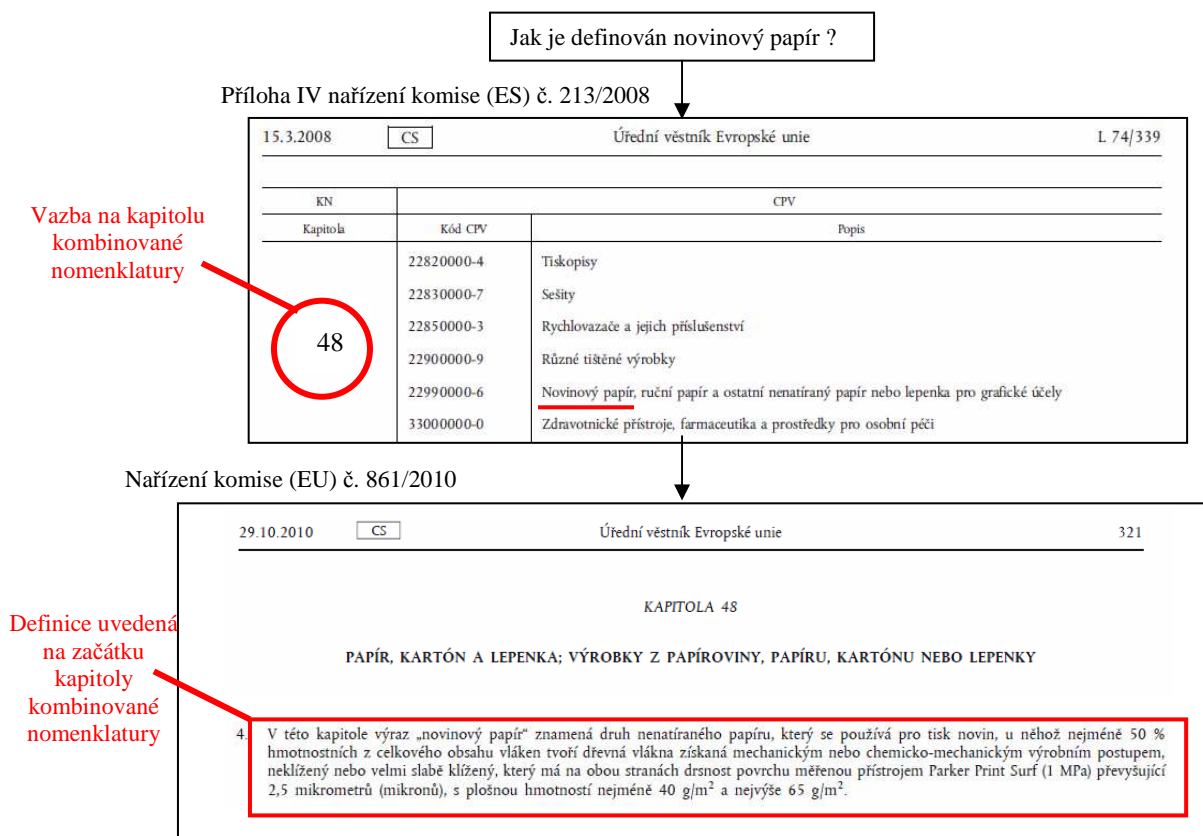 Jak je definován novinový papír ?
Příloha IV nařízení komise (ES) č. 213/2008
15.3.2008 CS Úřední věstník Evropské unie L 74/339
KN CPV
Kapitola Kód CPV Popis
Vazba na kapitolu
kombinované
nomenklatury
48
22820000-4 Tiskopisy
22830000-7 Sešity
22850000-3 Rychlovazače a jejich příslušenství
22900000-9 Různé tištěné výrobky
22990000-6 Novinový papír, ruční papír a ostatní nenatíraný papír nebo lepenka pro grafické účely
33000000-0 Zdravotnické přístroje, farmaceutika a prostředky pro osobní péči
Nařízení komise (EU) č. 861/2010
29.10.2010 CS Úřední věstník Evropské unie 321
KAPITOLA 48
PAPÍR, KARTÓN A LEPENKA; VÝROBKY Z PAPÍROVINY, PAPÍRU, KARTÓNU NEBO LEPENKY
Definice uvedená
na začátku
kapitoly
kombinované
nomenklatury
4. V této kapitole výraz „novinový papír“ znamená druh nenatíraného papíru, který se používá pro tisk novin, u něhož nejméně 50 %
hmotnostních z celkového obsahu vláken tvoří dřevná vlákna získaná mechanickým nebo chemicko-mechanickým výrobním postupem,
neklížený nebo velmi slabě klížený, který má na obou stranách drsnost povrchu měřenou přístrojem Parker Print Surf (1 MPa) převyšující
2,5 mikrometrů (mikronů), s plošnou hmotností nejméně 40 g/m² a nejvýše 65 g/m².